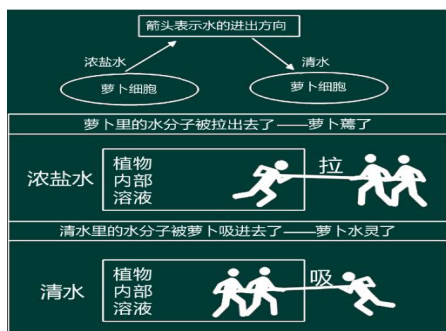 箭头表示水的进出方向
浓盐水
清水
萝卜细胞
萝卜细胞
萝卜里的水分子被拉出去了——萝卜蔫了
浓盐水
植物
内部
溶液
拉
清水里的水分子被萝卜吸进去了——萝卜水灵了
清水
植物
内部
溶液
吸